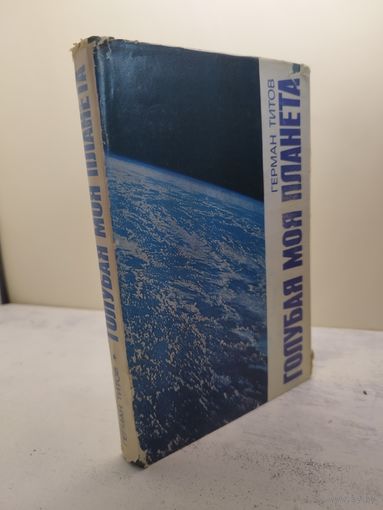 ГЕРМАН ТИТОВ
ГОЛУБАЯ МОЯ ПЛАНЕТА
ГЕРМАН ТИТОВ • ГОЛУБАЯ МОЯ ПЛАНЕТА